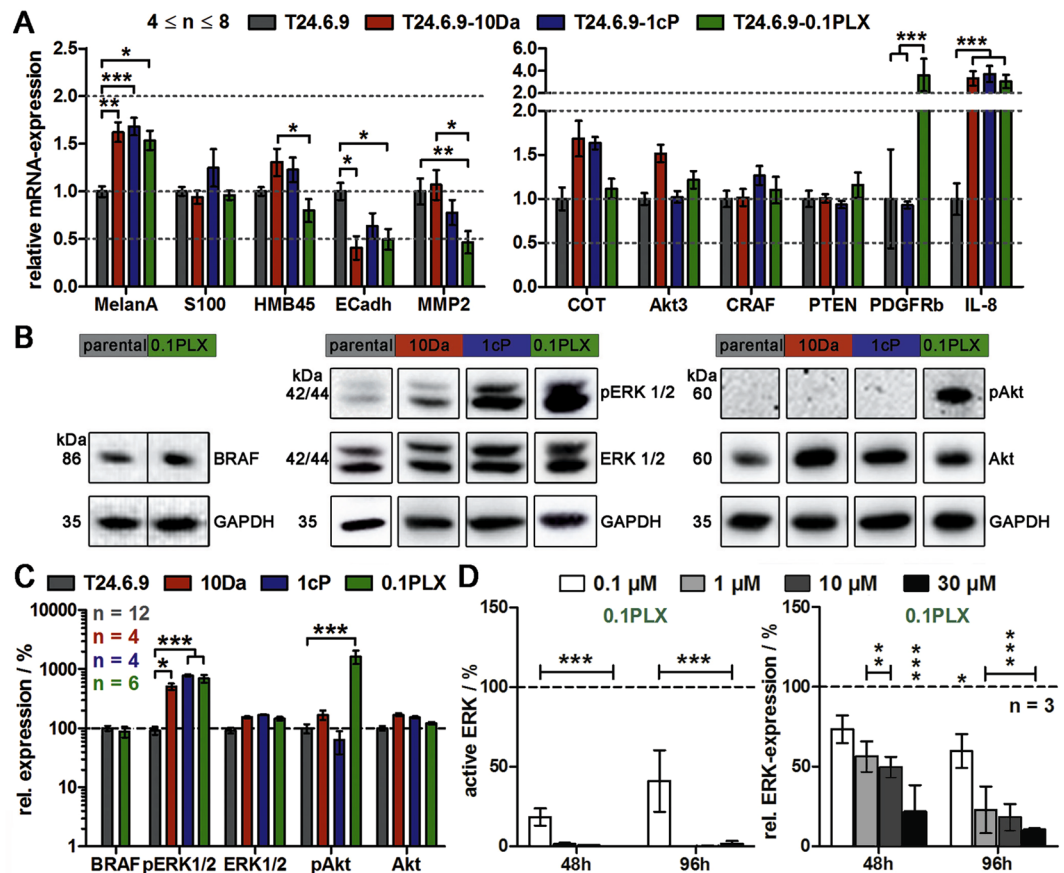 A
4 ≤ n ≤ 8
T24.6.9
T24.6.9-10Da
T24.6.9-1cP
T24.6.9-0.1PLX
relative mRNA-expression
2.5
2.0
1.5
1.0
0.5
0.0
*
***
**
*
*
*
*
**
MelanA
S100
HMB45
ECadh
MMP2
6.0
4.0
2.0
2.0
1.5
1.0
0.5
0.0
***
***
COT
Akt3
CRAF
PTEN
PDGFRb
IL-8
B
parental 0.1PLX
kDa
86
BRAF
35
GAPDH
parental 10Da 1cP 0.1PLX
kDa
42/44
pERK 1/2
42/44
ERK 1/2
35
GAPDH
parental 10Da 1cP 0.1PLX
kDa
60
pAkt
60
Akt
35
GAPDH
C
T24.6.9
10Da
1cP
0.1PLX
rel. expression / %
10000
1000
100
10
1
n = 12
n = 4
n = 4
n = 6
***
*
***
BRAF
pERK1/2
ERK1/2
pAkt
Akt
D
0.1 µM
1 µM
10 µM
30 µM
0.1PLX
active ERK / %
150
100
50
0
***
***
48h
96h
0.1PLX
rel. ERK-expression / %
150
100
50
0
**
***
*
***
n = 3
48h
96h